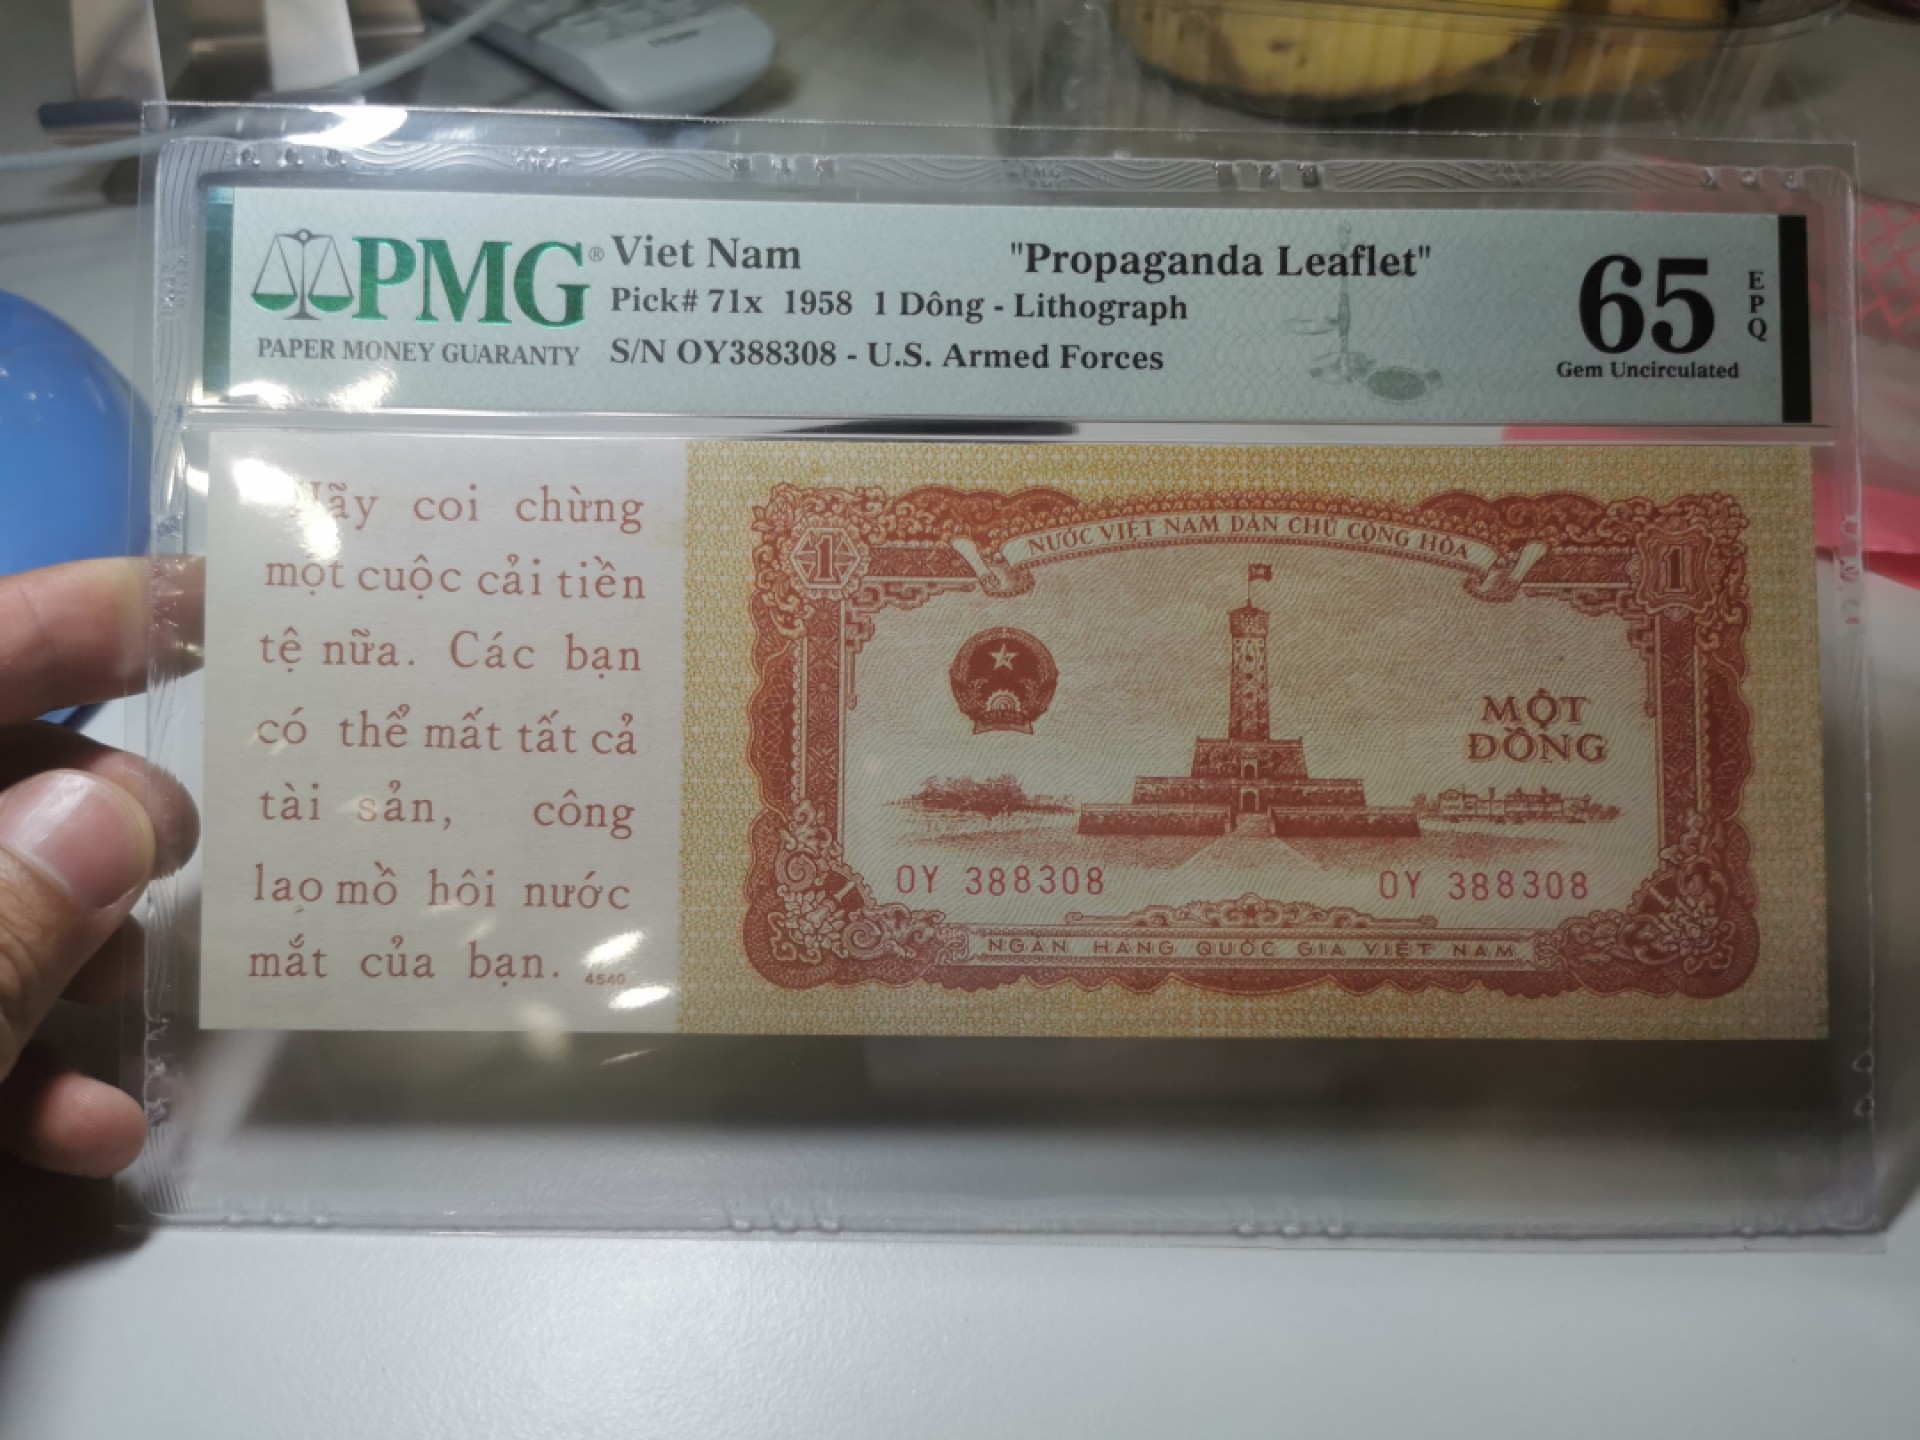 PMG®
PAPER MONEY GUARANTY
Viet Nam "Propaganda Leaflet"
Pick# 71x 1958 1 Dông - Lithograph
S/N OY388308 - U.S. Armed Forces
65
EPQ
Gem Uncirculated
coi chừng
một cuộc cải tiền
tệ nữa. Các bạn
có thể mất tất cả
tài sản, công
lao mồ hôi nước
mắt của bạn. 4540
NƯỚC VIỆT NAM DÂN CHỦ CỘNG HÒA
1 1
MỘT
ĐỒNG
OY 388308 OY 388308
1 1
NGÂN HÀNG QUỐC GIA VIỆT NAM